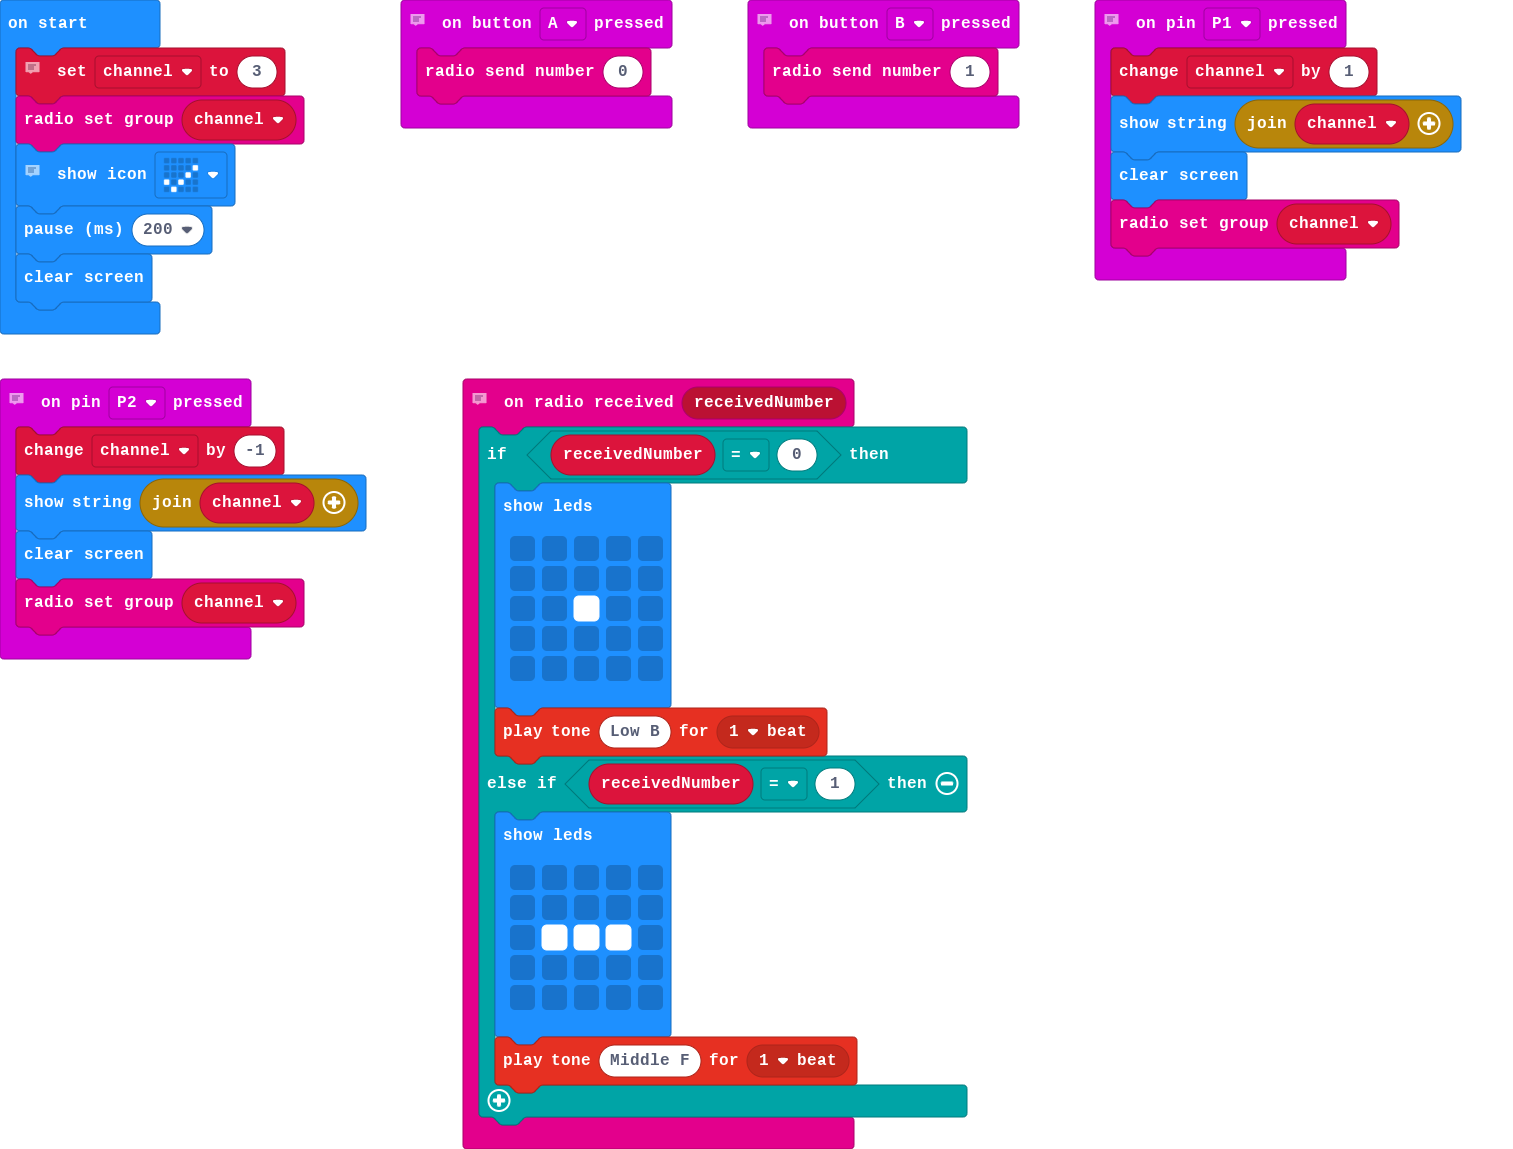 on start
set channel to 3
radio set group channel
show icon
pause (ms) 200
clear screen
on button A pressed
radio send number 0
on button B pressed
radio send number 1
on pin P1 pressed
change channel by 1
show string join channel
clear screen
radio set group channel
on pin P2 pressed
change channel by -1
show string join channel
clear screen
radio set group channel
on radio received receivedNumber
if receivedNumber = 0 then
show leds
play tone Low B for 1 beat
else if receivedNumber = 1 then
show leds
play tone Middle F for 1 beat